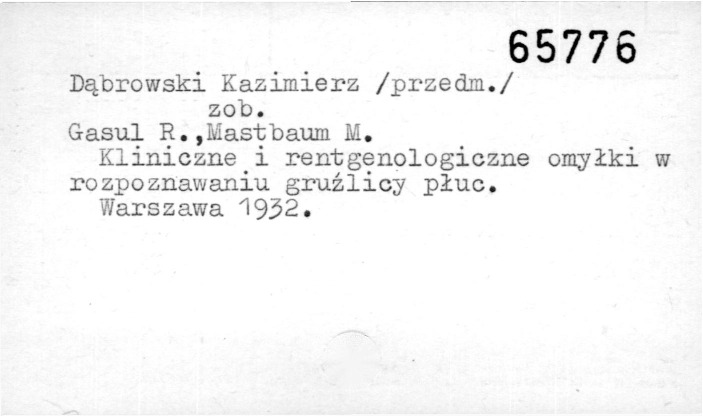 65776
Dąbrowski Kazimierz /przedm./
zob.
Gasul R.,Mastbaum M.
Kliniczne i rentgenologiczne omyłki w
rozpoznawaniu gruźlicy płuc.
Warszawa 1932.